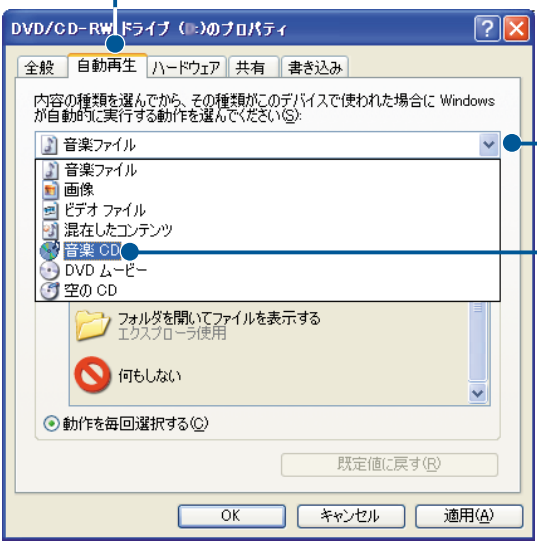 DVD/CD-RW ドライブ (D:)のプロパティ
全般 自動再生 ハードウェア 共有 書き込み
内容の種類を選んでから、その種類がこのデバイスで使われた場合に Windows
が自動的に実行する動作を選んでください(S):
音楽ファイル
音楽ファイル
画像
ビデオ ファイル
混在したコンテンツ
音楽 CD
DVD ムービー
空の CD
フォルダを開いてファイルを表示する
エクスプローラ使用
何もしない
動作を毎回選択する(C)
既定値に戻す(R)
OK キャンセル 適用(A)